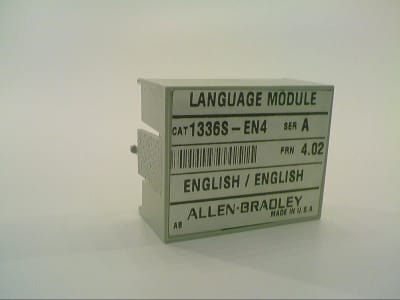 LANGUAGE MODULE
CAT 1336S-EN4 SER A
FRN 4.02
ENGLISH / ENGLISH
ALLEN-BRADLEY
AB MADE IN U.S.A